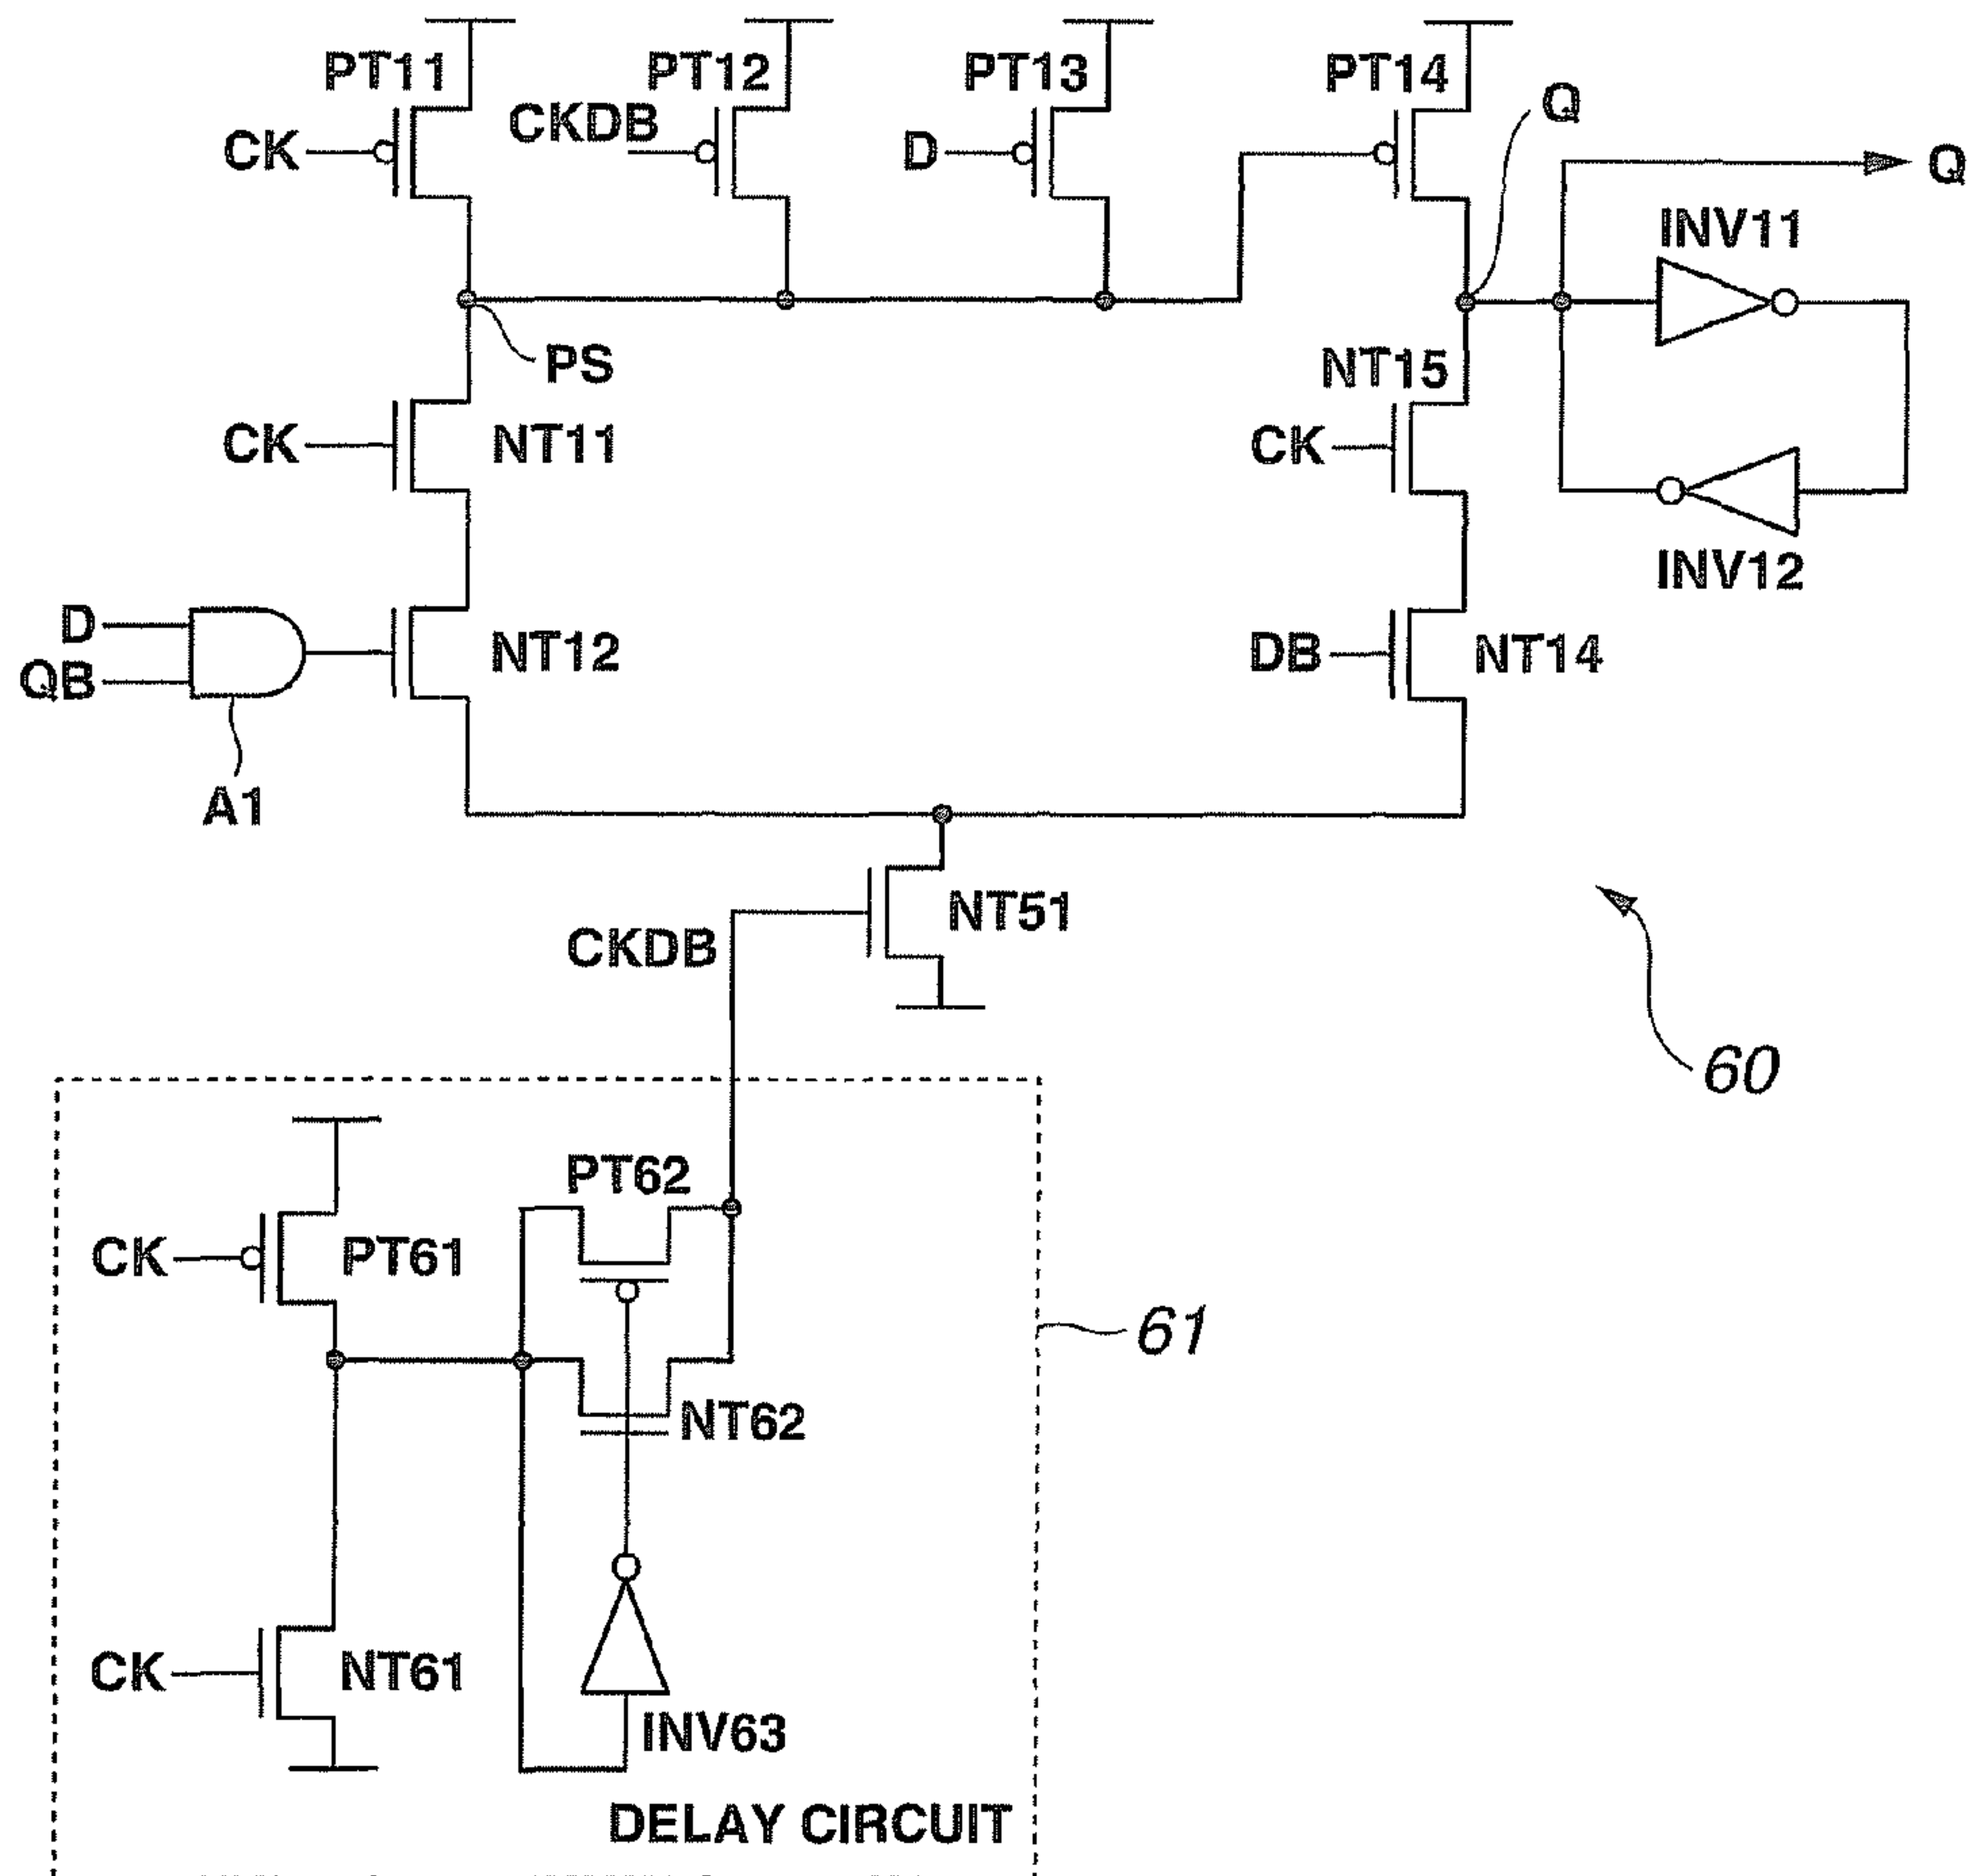 PT11
PT12
PT13
PT14
Q
CK
CKDB
D
Q
INV11
PS
NT15
CK
NT11
CK
INV12
D
QB
NT12
DB
NT14
A1
NT51
CKDB
60
PT62
CK
PT61
61
NT62
CK
NT61
INV63
DELAY CIRCUIT